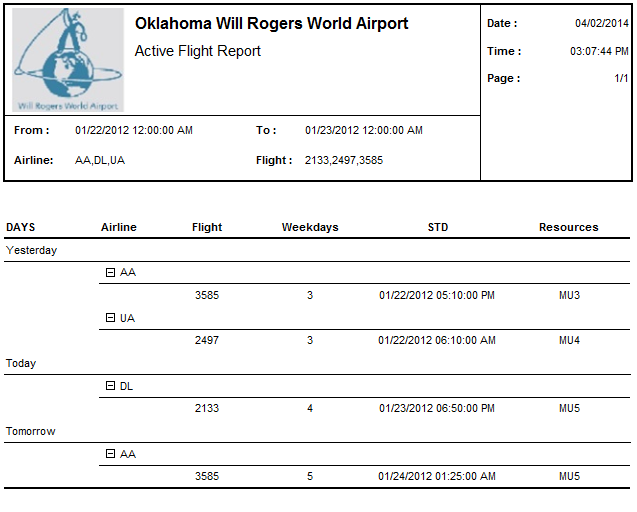 Oklahoma Will Rogers World Airport
Active Flight Report
Will Rogers World Airport
Date : 04/02/2014
Time : 03:07:44 PM
Page : 1/1
From : 01/22/2012 12:00:00 AM To : 01/23/2012 12:00:00 AM
Airline: AA,DL,UA Flight : 2133,2497,3585
DAYS Airline Flight Weekdays STD Resources
Yesterday
AA
3585 3 01/22/2012 05:10:00 PM MU3
UA
2497 3 01/22/2012 06:10:00 AM MU4
Today
DL
2133 4 01/23/2012 06:50:00 PM MU5
Tomorrow
AA
3585 5 01/24/2012 01:25:00 AM MU5